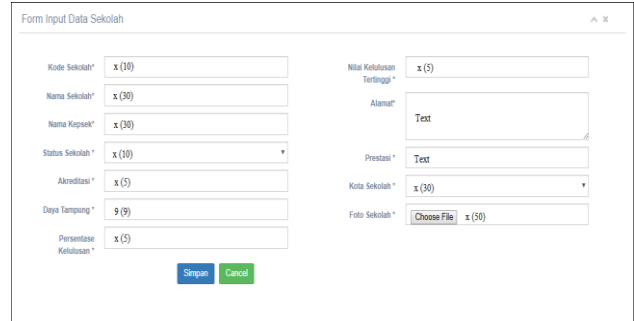 Form Input Data Sekolah
Kode Sekolah* x (10)
Nama Sekolah* x (30)
Nama Kepsek* x (30)
Status Sekolah * x (10)
Akreditasi * x (5)
Daya Tampung * 9 (9)
Persentase x (5)
Kelulusan *
Nilai Kelulusan x (5)
Tertinggi *
Alamat*
Text
Prestasi * Text
Kota Sekolah * x (30)
Foto Sekolah * Choose File x (50)
Simpan Cancel